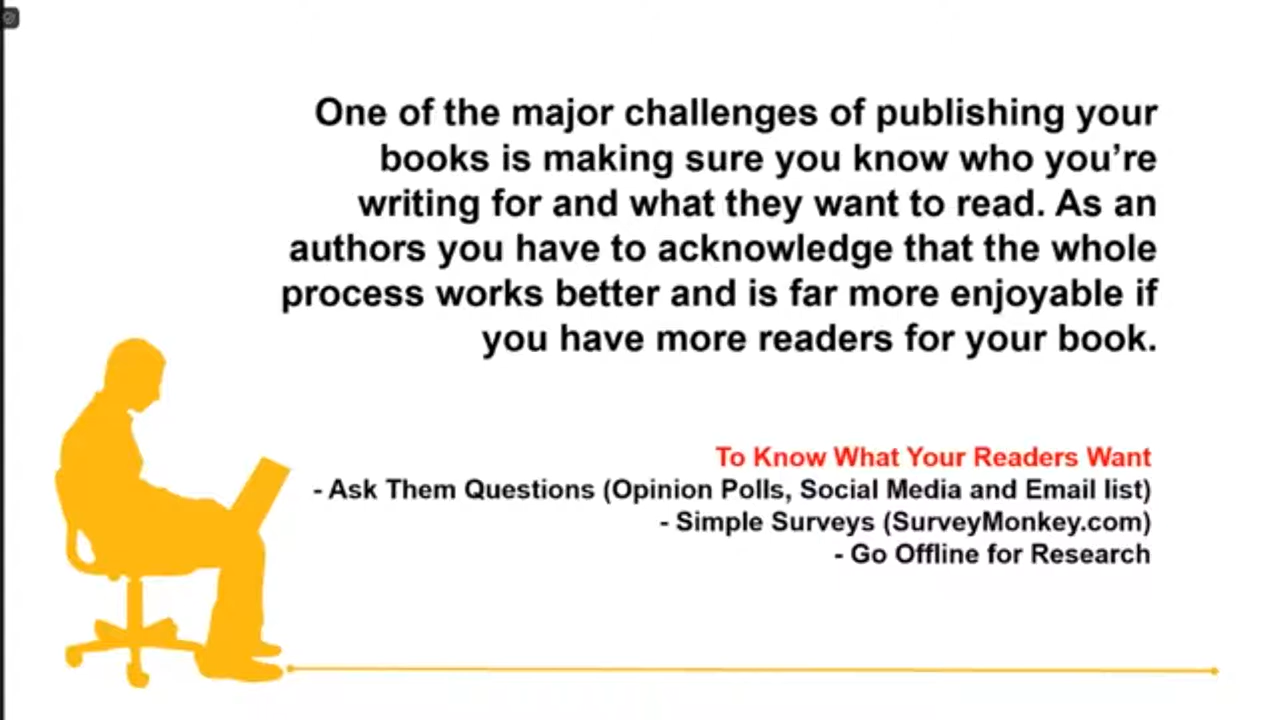 One of the major challenges of publishing your
books is making sure you know who you’re
writing for and what they want to read. As an
authors you have to acknowledge that the whole
process works better and is far more enjoyable if
you have more readers for your book.
To Know What Your Readers Want
- Ask Them Questions (Opinion Polls, Social Media and Email list)
- Simple Surveys (SurveyMonkey.com)
- Go Offline for Research